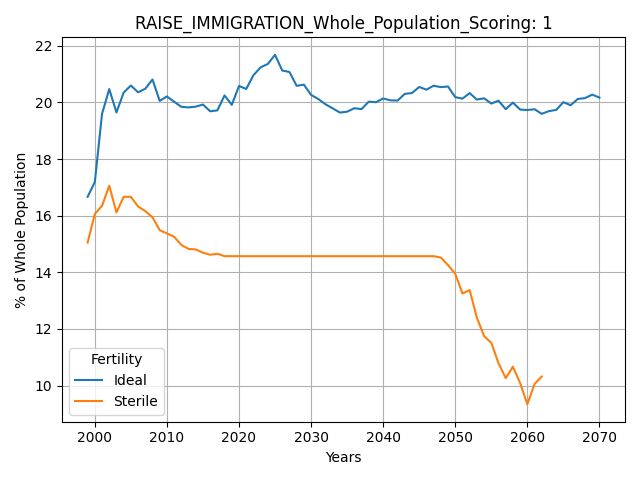 RAISE_IMMIGRATION_Whole_Population_Scoring: 1
% of Whole Population
22
20
18
16
14
12
10
Fertility
Ideal
Sterile
2000 2010 2020 2030 2040 2050 2060 2070
Years